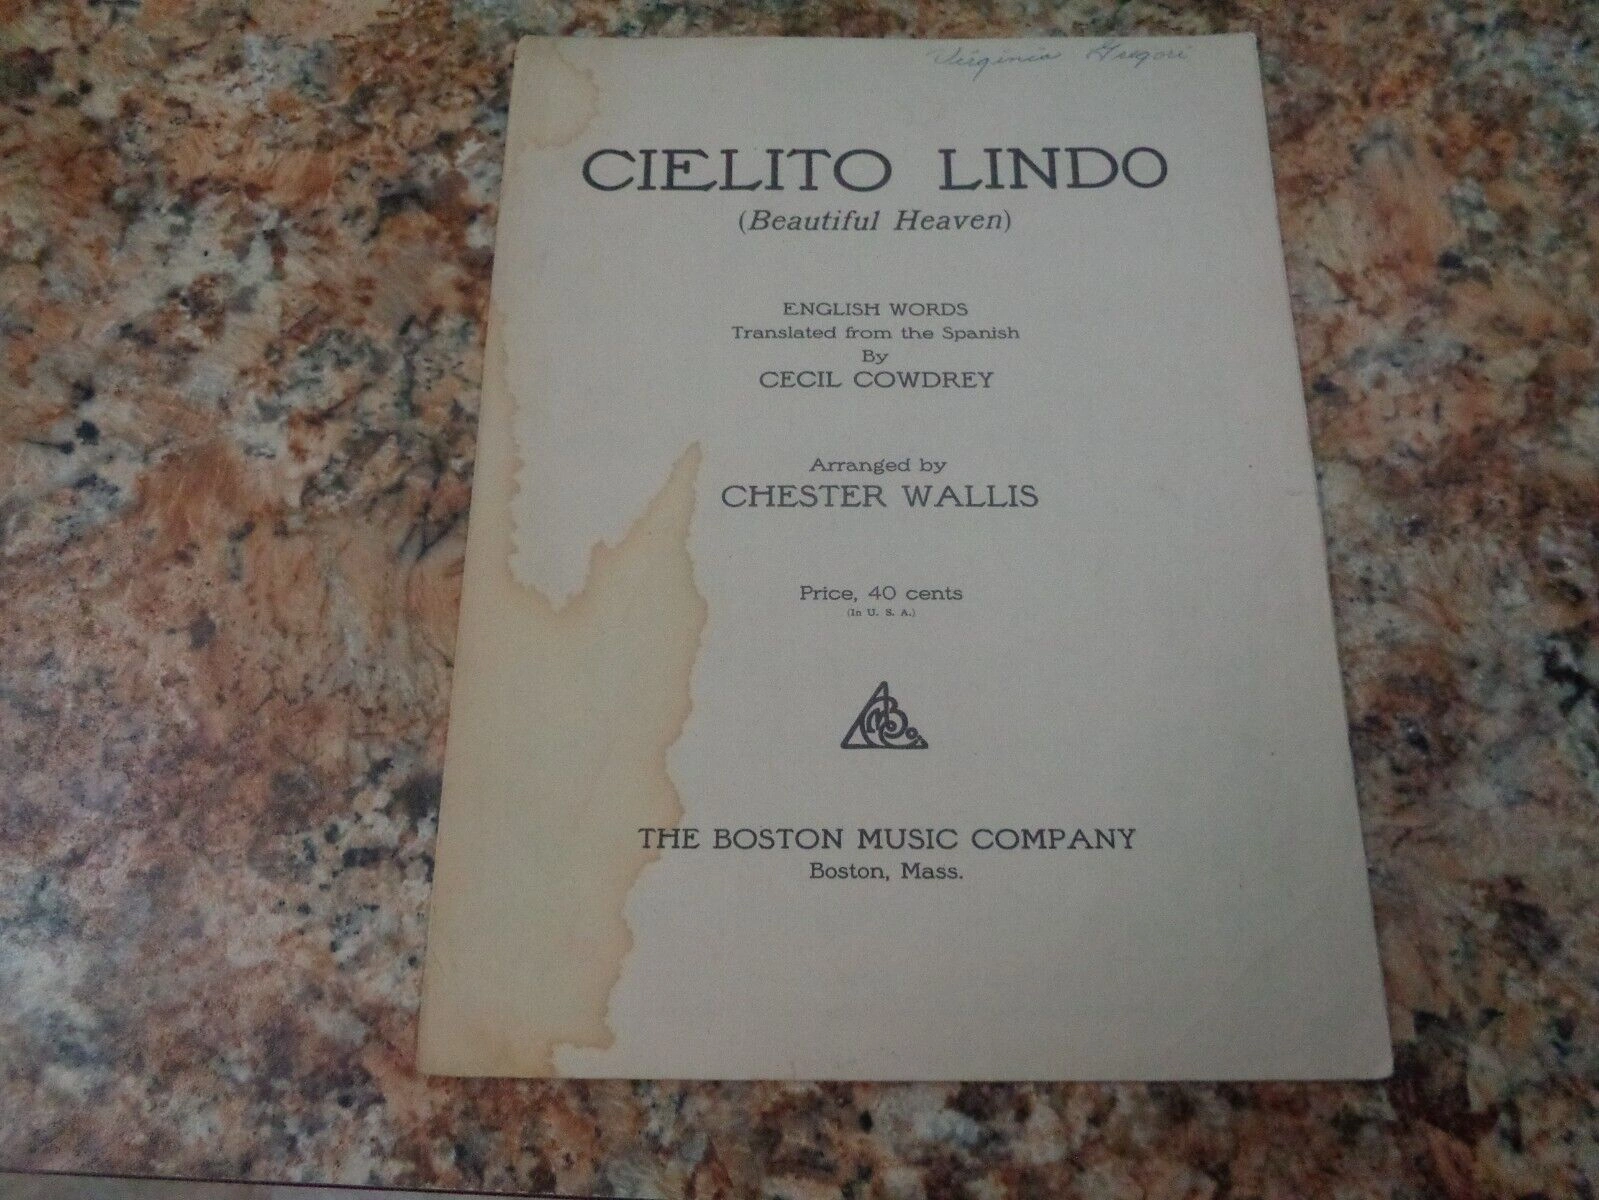 Virginia Gregori
CIELITO LINDO
(Beautiful Heaven)
ENGLISH WORDS
Translated from the Spanish
By
CECIL COWDREY
Arranged by
CHESTER WALLIS
Price, 40 cents
(In U. S. A.)
THE BOSTON MUSIC COMPANY
Boston, Mass.